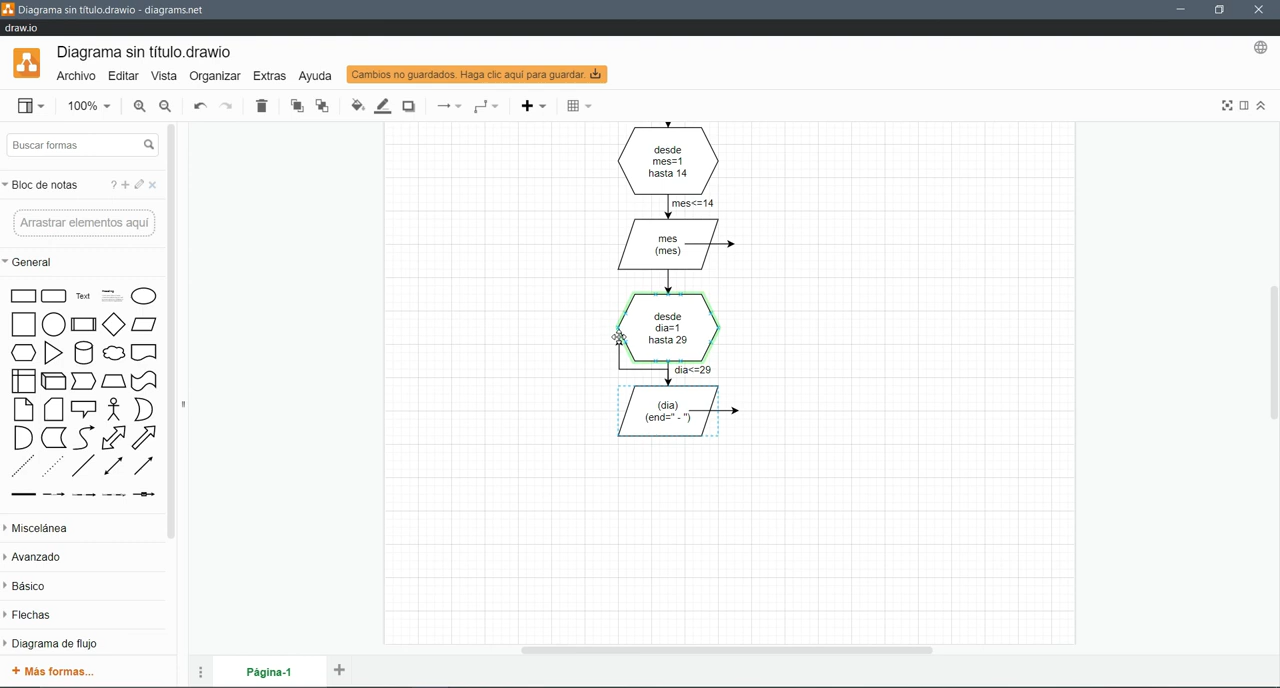 Diagrama sin título.drawio - diagrams.net
draw.io
Diagrama sin título.drawio
Archivo Editar Vista Organizar Extras Ayuda
Cambios no guardados. Haga clic aquí para guardar.
100%
Buscar formas
Bloc de notas
?
Arrastrar elementos aquí
General
Text
Heading
Miscelánea
Avanzado
Básico
Flechas
Diagrama de flujo
+ Más formas...
desde
mes=1
hasta 14
mes<=14
mes
(mes)
desde
dia=1
hasta 29
dia<=29
(dia)
(end=" - ")
Página-1